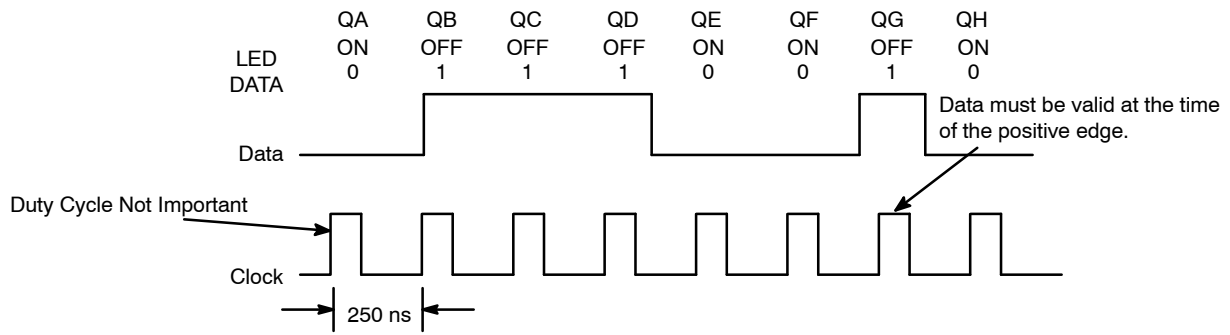 QA QB QC QD QE QF QG QH
ON OFF OFF OFF ON ON OFF ON
LED
0 1 1 1 0 0 1 0
DATA
Data must be valid at the time
of the positive edge.
Data
Duty Cycle Not Important
Clock
250 ns